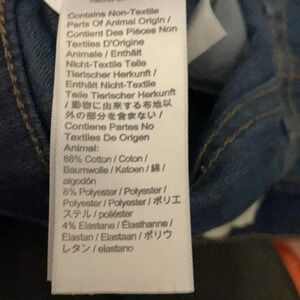 Contains Non-Textile
Parts Of Animal Origin /
Contient Des Pièces Non
Textiles D'Origine
Animale / Enthält
Nicht-Textile Teile
Tierischer Herkunft /
Enthält Nicht-Textile
Teile Tierischer Herkunft
/ 動物に由来する布地以
外の部分を含まない /
Contiene Partes No
Textiles De Origen
Animal:
88% Cotton / Coton /
Baumwolle / Katoen / 綿 /
algodón
8% Polyester / Polyester /
Polyester / Polyester / ポリエ
ステル / poliéster
4% Elastane / Élasthanne /
Elastan / Elastaan / ポリウ
レタン / elastano